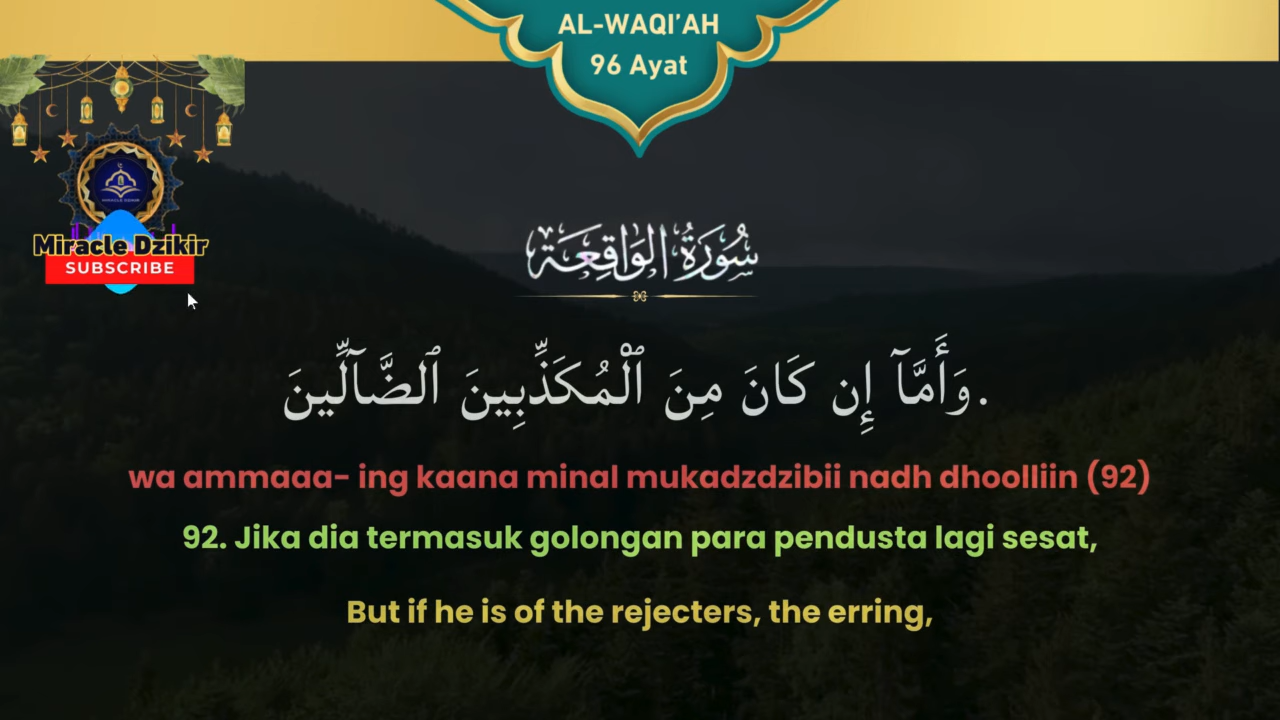 AL-WAQI'AH
96 Ayat
Miracle Dzikir
SUBSCRIBE
سُورَةُ الوَاقِعَة
وَأَمَّآ إِن كَانَ مِنَ ٱلْمُكَذِّبِينَ ٱلضَّآلِّينَ.
wa ammaaa- ing kaana minal mukadzdzibii nadh dhoolliin (92)
92. Jika dia termasuk golongan para pendusta lagi sesat,
But if he is of the rejecters, the erring,